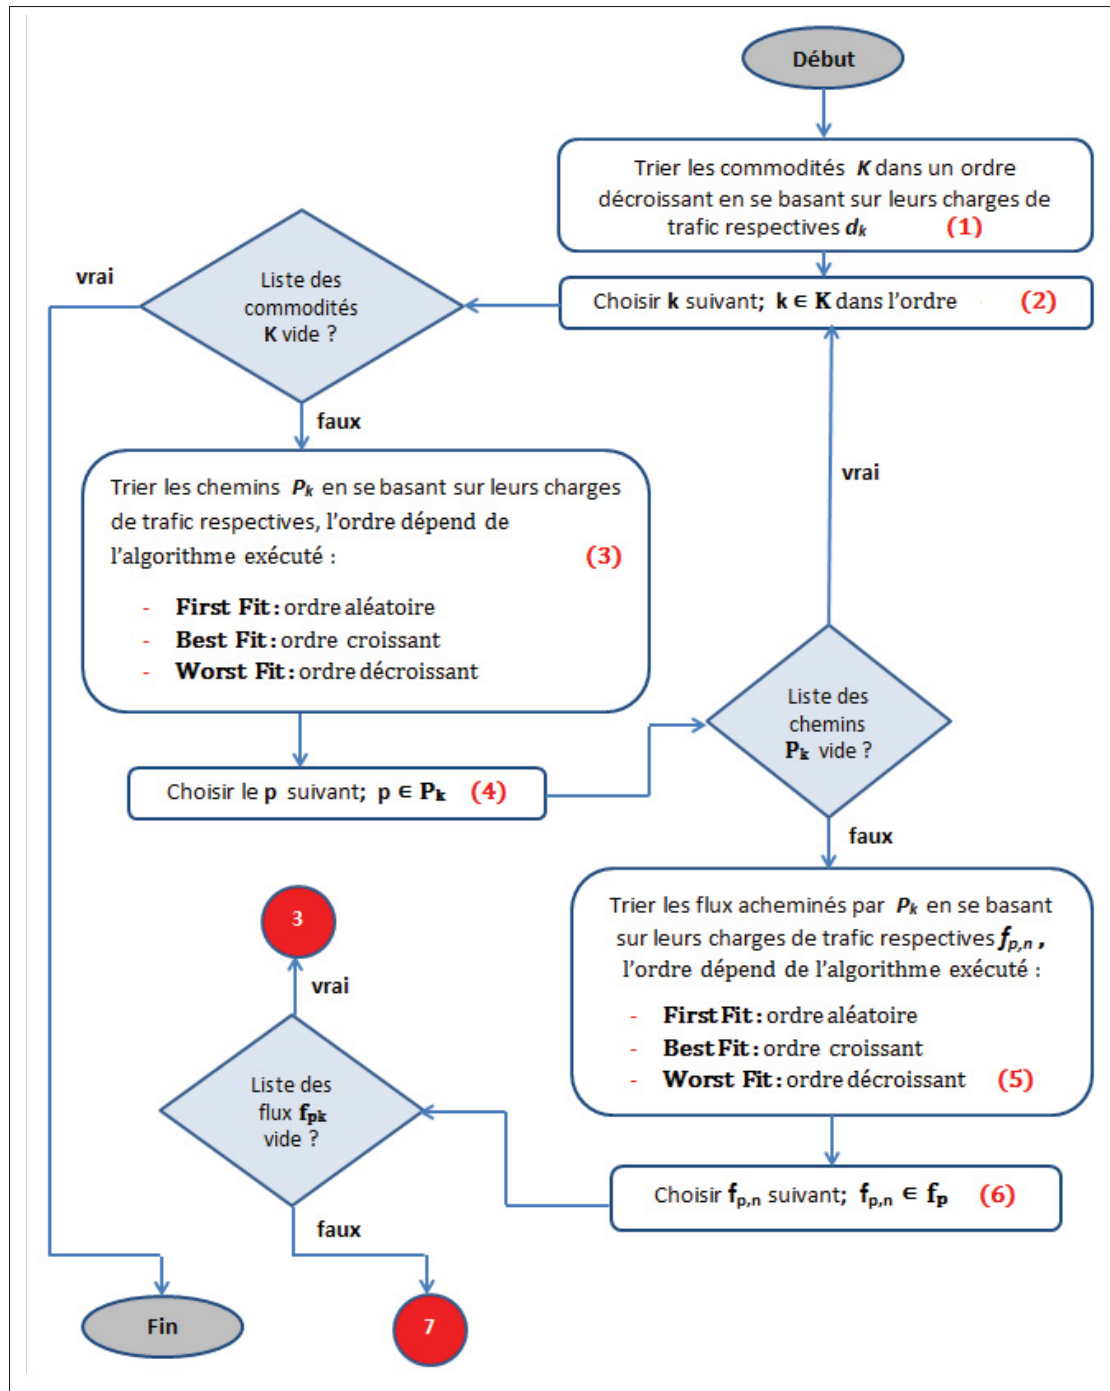 Début
Trier les commodités K dans un ordre
décroissant en se basant sur leurs charges de
trafic respectives dk (1)
Choisir k suivant; k ∈ K dans l'ordre (2)
Liste des
commodités
K vide ?
vrai
faux
Trier les chemins Pk en se basant sur leurs charges
de trafic respectives, l'ordre dépend de
l'algorithme exécuté : (3)
- First Fit : ordre aléatoire
- Best Fit : ordre croissant
- Worst Fit : ordre décroissant
Choisir le p suivant; p ∈ Pk (4)
Liste des
chemins
Pk vide ?
vrai
faux
Trier les flux acheminés par Pk en se basant
sur leurs charges de trafic respectives fp,n ,
l'ordre dépend de l'algorithme exécuté :
- First Fit : ordre aléatoire
- Best Fit : ordre croissant
- Worst Fit : ordre décroissant (5)
Choisir fp,n suivant; fp,n ∈ fp (6)
Liste des
flux fpk
vide ?
vrai
3
faux
7
Fin